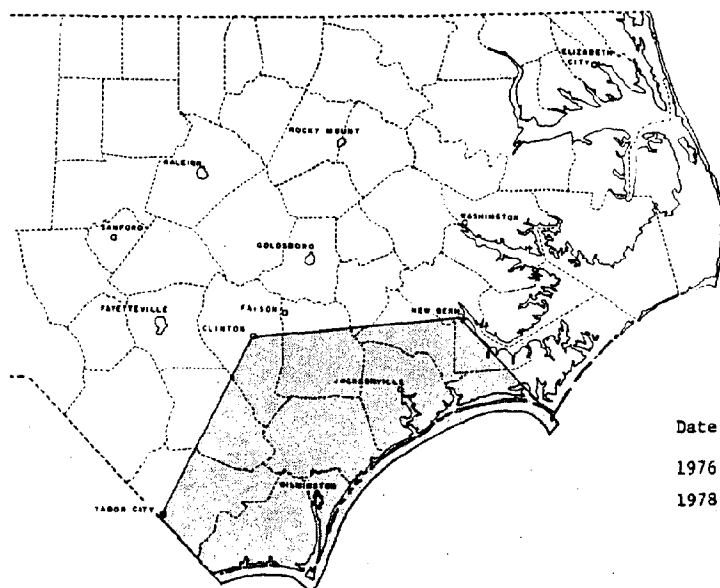 ELIZABETH
CITY
ROCKY MOUNT
RALEIGH
SANFORD
WASHINGTON
GOLDSBORO
FAYETTEVILLE
FAISON
NEW BERN
CLINTON
JACKSONVILLE
Date
1976
WILMINGTON
1978
TABOR CITY